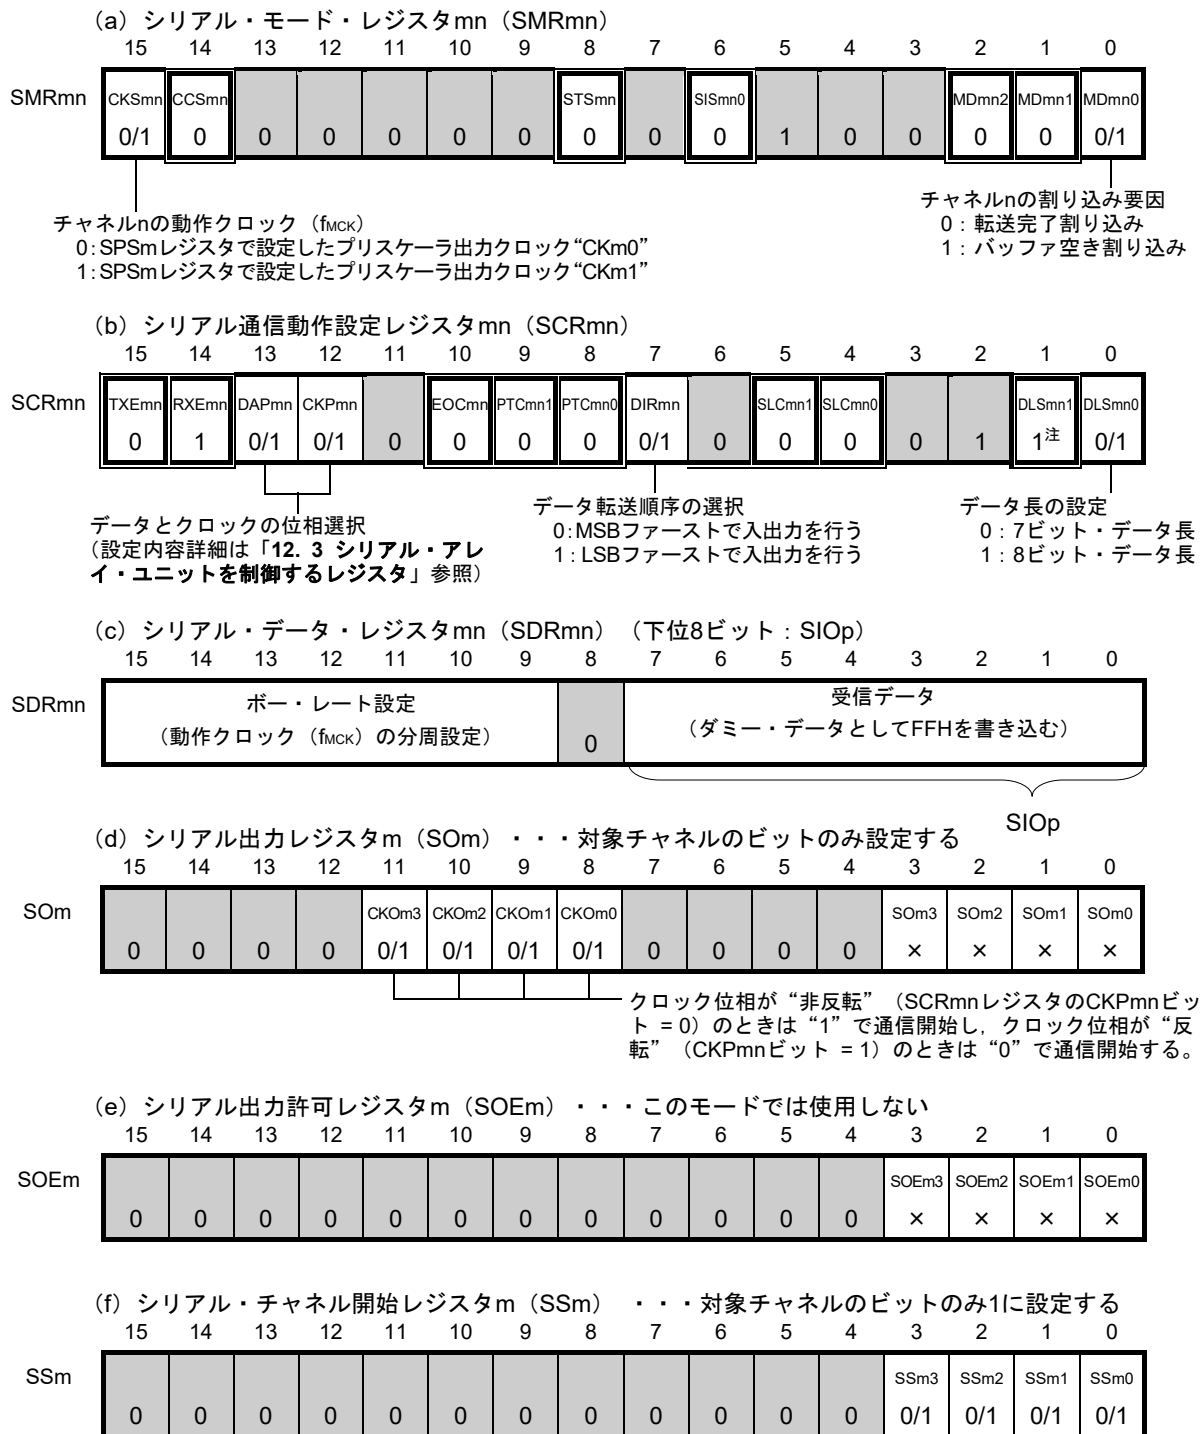 (a) シリアル・モード・レジスタmn（SMRmn）
15 14 13 12 11 10 9 8 7 6 5 4 3 2 1 0
SMRmn CKSmn CCSmn STSmn SISmn0 MDmn2 MDmn1 MDmn0
0/1 0 0 0 0 0 0 0 0 0 1 0 0 0 0 0/1
チャネルnの動作クロック（fMCK）
0：SPSmレジスタで設定したプリスケーラ出力クロック“CKm0”
1：SPSmレジスタで設定したプリスケーラ出力クロック“CKm1”
チャネルnの割り込み要因
0：転送完了割り込み
1：バッファ空き割り込み
(b) シリアル通信動作設定レジスタmn（SCRmn）
15 14 13 12 11 10 9 8 7 6 5 4 3 2 1 0
SCRmn TXEmn RXEmn DAPmn CKPmn EOCmn PTCmn1 PTCmn0 DIRmn SLCmn1 SLCmn0 DLSmn1 DLSmn0
0 1 0/1 0/1 0 0 0 0 0/1 0 0 0 0 1 1注 0/1
データとクロックの位相選択
（設定内容詳細は「12. 3 シリアル・アレ
イ・ユニットを制御するレジスタ」参照）
データ転送順序の選択
0：MSBファーストで入出力を行う
1：LSBファーストで入出力を行う
データ長の設定
0：7ビット・データ長
1：8ビット・データ長
(c) シリアル・データ・レジスタmn（SDRmn）（下位8ビット：SIOp）
15 14 13 12 11 10 9 8 7 6 5 4 3 2 1 0
SDRmn
ボー・レート設定
（動作クロック（fMCK）の分周設定）
0
受信データ
（ダミー・データとしてFFHを書き込む）
SIOp
(d) シリアル出力レジスタm（SOm）・・・対象チャネルのビットのみ設定する
15 14 13 12 11 10 9 8 7 6 5 4 3 2 1 0
SOm CKOm3 CKOm2 CKOm1 CKOm0 SOm3 SOm2 SOm1 SOm0
0 0 0 0 0/1 0/1 0/1 0/1 0 0 0 0 × × × ×
クロック位相が“非反転”（SCRmnレジスタのCKPmnビッ
ト = 0）のときは“1”で通信開始し，クロック位相が“反
転”（CKPmnビット = 1）のときは“0”で通信開始する。
(e) シリアル出力許可レジスタm（SOEm）・・・このモードでは使用しない
15 14 13 12 11 10 9 8 7 6 5 4 3 2 1 0
SOEm SOEm3 SOEm2 SOEm1 SOEm0
0 0 0 0 0 0 0 0 0 0 0 0 × × × ×
(f) シリアル・チャネル開始レジスタm（SSm）・・・対象チャネルのビットのみ1に設定する
15 14 13 12 11 10 9 8 7 6 5 4 3 2 1 0
SSm SSm3 SSm2 SSm1 SSm0
0 0 0 0 0 0 0 0 0 0 0 0 0/1 0/1 0/1 0/1